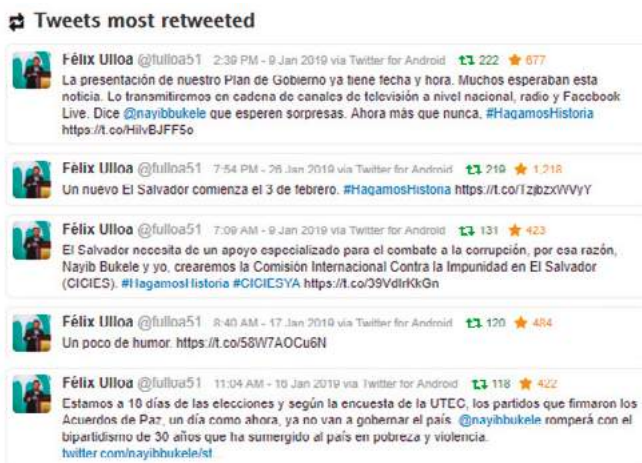 Tweets most retweeted
Félix Ulloa @fulloa51 2:39 PM - 9 Jan 2019 via Twitter for Android 222 677
La presentación de nuestro Plan de Gobierno ya tiene fecha y hora. Muchos esperaban esta
noticia. Lo transmitiremos en cadena de canales de televisión a nivel nacional, radio y Facebook
Live. Dice @nayibbukele que esperen sorpresas. Ahora más que nunca, #HagamosHistoria
Félix Ulloa @fulloa51 7:54 PM - 26 Jan 2019 via Twitter for Android 219 1,218
Un nuevo El Salvador comienza el 3 de febrero. #HagamosHistoria
Félix Ulloa @fulloa51 7:09 AM - 9 Jan 2019 via Twitter for Android 131 423
El Salvador necesita de un apoyo especializado para el combate a la corrupción, por esa razón,
Nayib Bukele y yo, crearemos la Comisión Internacional Contra la Impunidad en El Salvador
(CICIES). #HagamosHistoria #CICIESYA
Félix Ulloa @fulloa51 8:40 AM - 17 Jan 2019 via Twitter for Android 120 484
Un poco de humor. https://t.co/58W7AOCu6N
Félix Ulloa @fulloa51 11:04 AM - 16 Jan 2019 via Twitter for Android 118 422
Estamos a 18 días de las elecciones y según la encuesta de la UTEC, los partidos que firmaron los
Acuerdos de Paz, un día como ahora, ya no van a gobernar el país. @nayibbukele romperá con el
bipartidismo de 30 años que ha sumergido al país en pobreza y violencia.
twitter.com/nayibbukele/st